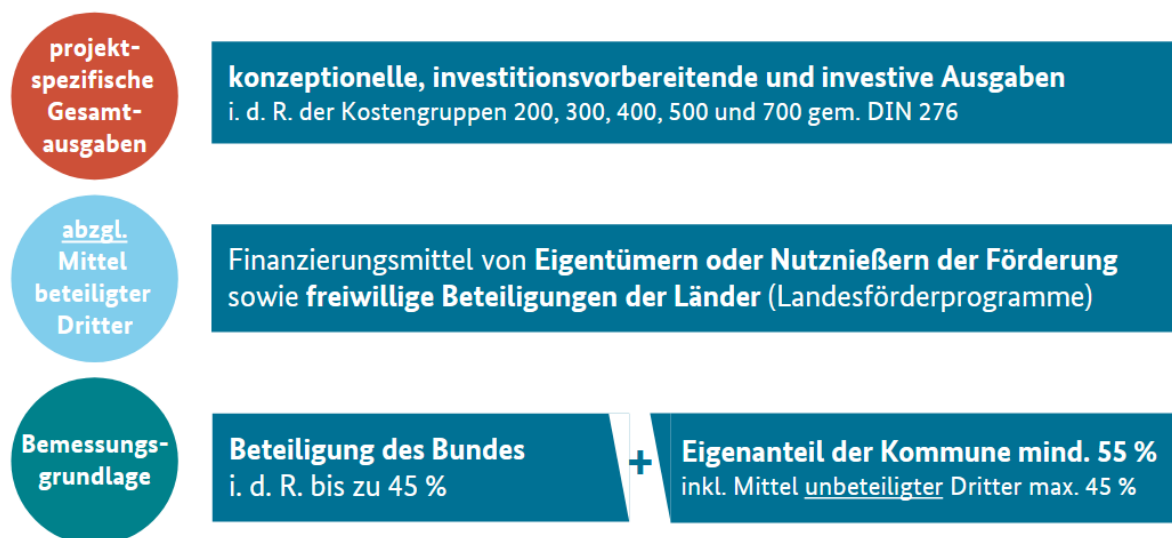 projekt-
spezifische
Gesamt-
ausgaben
konzeptionelle, investitionsvorbereitende und investive Ausgaben
i. d. R. der Kostengruppen 200, 300, 400, 500 und 700 gem. DIN 276
abzgl.
Mittel
beteiligter
Dritter
Finanzierungsmittel von Eigentümern oder Nutznießern der Förderung
sowie freiwillige Beteiligungen der Länder (Landesförderprogramme)
Bemessungs-
grundlage
Beteiligung des Bundes
i. d. R. bis zu 45 %
+
Eigenanteil der Kommune mind. 55 %
inkl. Mittel unbeteiligter Dritter max. 45 %